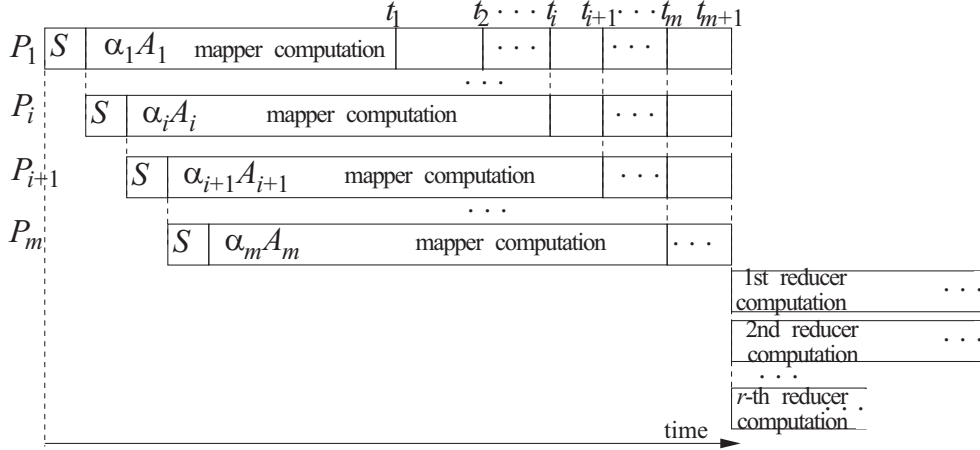 t1 t2 · · · ti ti+1 · · · tm tm+1
P1 S α1A1 mapper computation · · · · · ·
· · ·
Pi S αiAi mapper computation · · ·
Pi+1 S αi+1Ai+1 mapper computation · · ·
· · ·
Pm S αmAm mapper computation · · ·
1st reducer
computation · · ·
2nd reducer
computation · · ·
· · ·
r-th reducer
computation · · ·
time